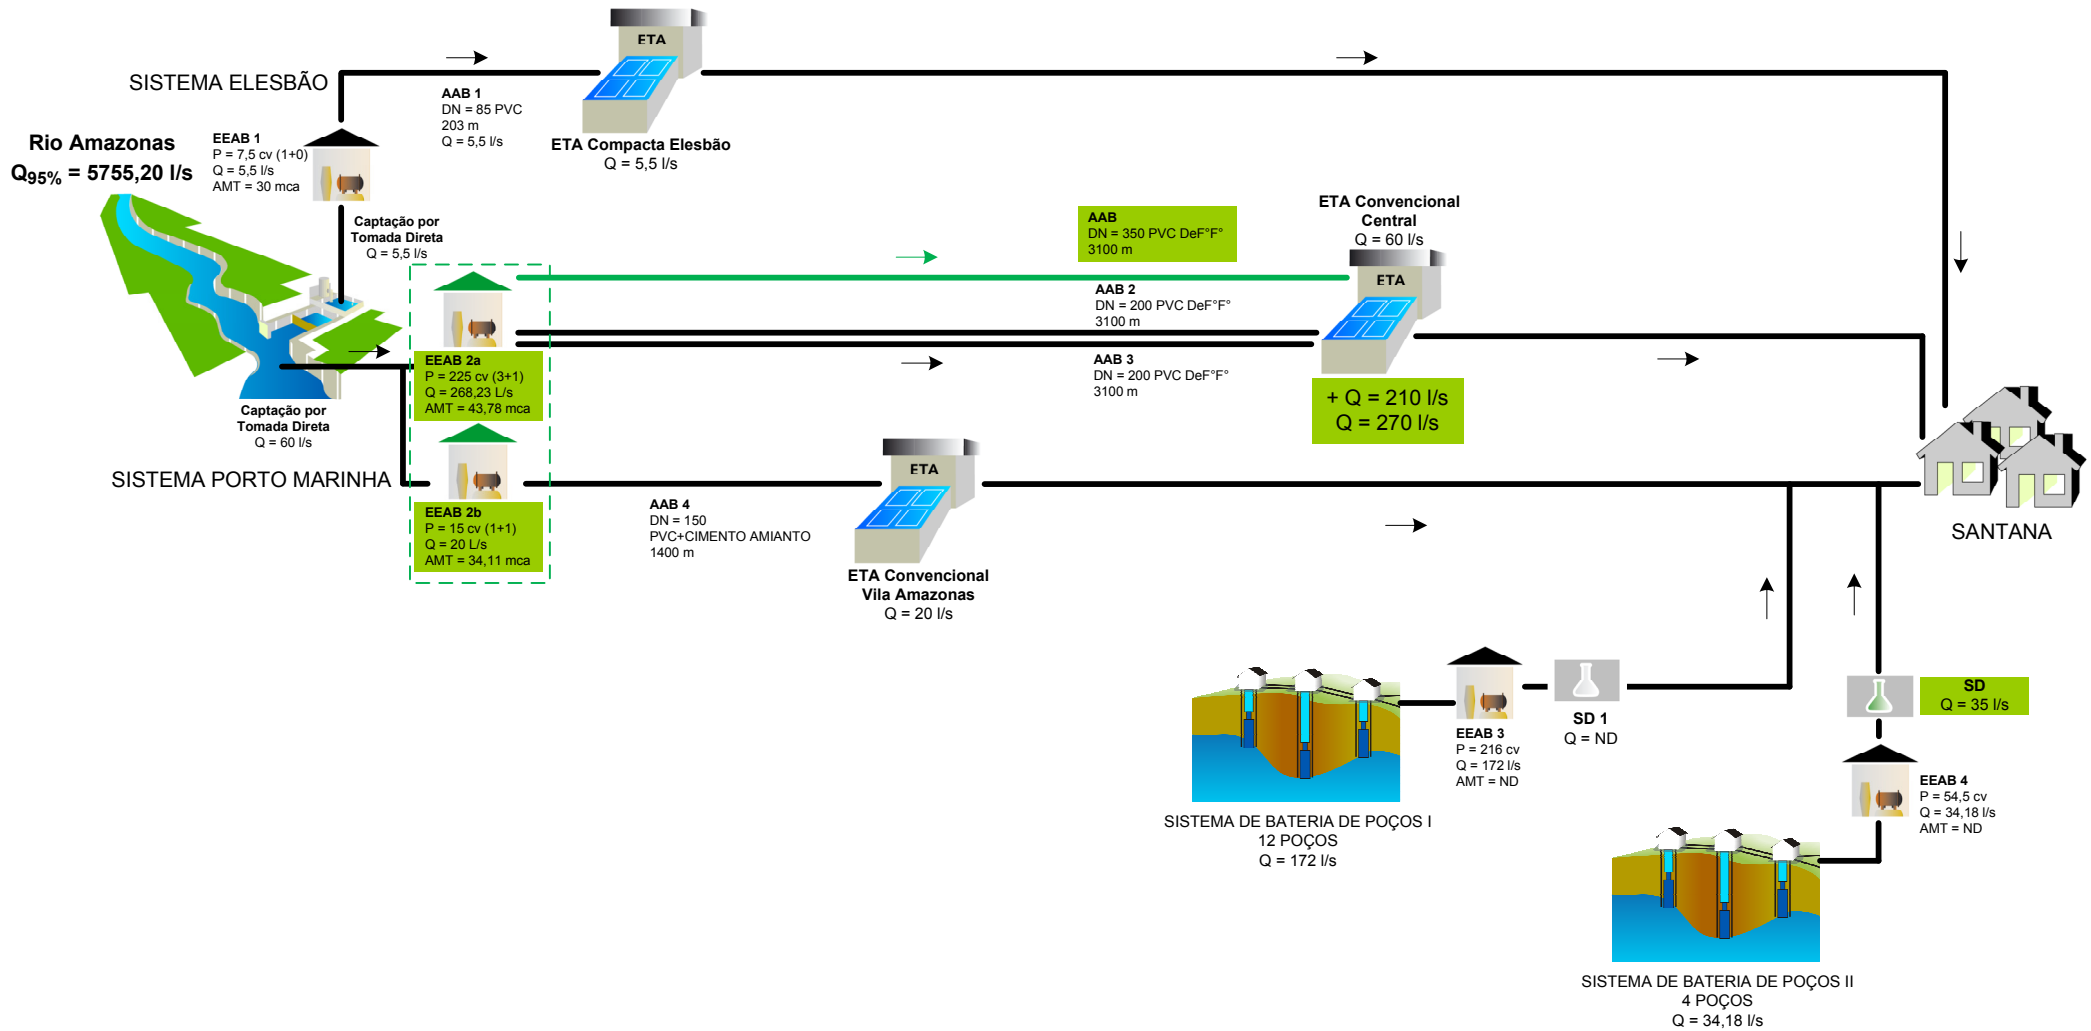 ETA
SISTEMA ELESBÃO
AAB 1
DN = 85 PVC
203 m
Q = 5,5 l/s
ETA Compacta Elesbão
Q = 5,5 l/s
Rio Amazonas
Q95% = 5755,20 l/s
EEAB 1
P = 7,5 cv (1+0)
Q = 5,5 l/s
AMT = 30 mca
Captação por
Tomada Direta
Q = 5,5 l/s
AAB
DN = 350 PVC DeF°F°
3100 m
ETA Convencional
Central
Q = 60 l/s
ETA
AAB 2
DN = 200 PVC DeF°F°
3100 m
AAB 3
DN = 200 PVC DeF°F°
3100 m
EEAB 2a
P = 225 cv (3+1)
Q = 268,23 L/s
AMT = 43,78 mca
+ Q = 210 l/s
Q = 270 l/s
Captação por
Tomada Direta
Q = 60 l/s
SISTEMA PORTO MARINHA
EEAB 2b
P = 15 cv (1+1)
Q = 20 L/s
AMT = 34,11 mca
AAB 4
DN = 150
PVC+CIMENTO AMIANTO
1400 m
ETA
ETA Convencional
Vila Amazonas
Q = 20 l/s
SANTANA
EEAB 3
P = 216 cv
Q = 172 l/s
AMT = ND
SD 1
Q = ND
SD
Q = 35 l/s
EEAB 4
P = 54,5 cv
Q = 34,18 l/s
AMT = ND
SISTEMA DE BATERIA DE POÇOS I
12 POÇOS
Q = 172 l/s
SISTEMA DE BATERIA DE POÇOS II
4 POÇOS
Q = 34,18 l/s